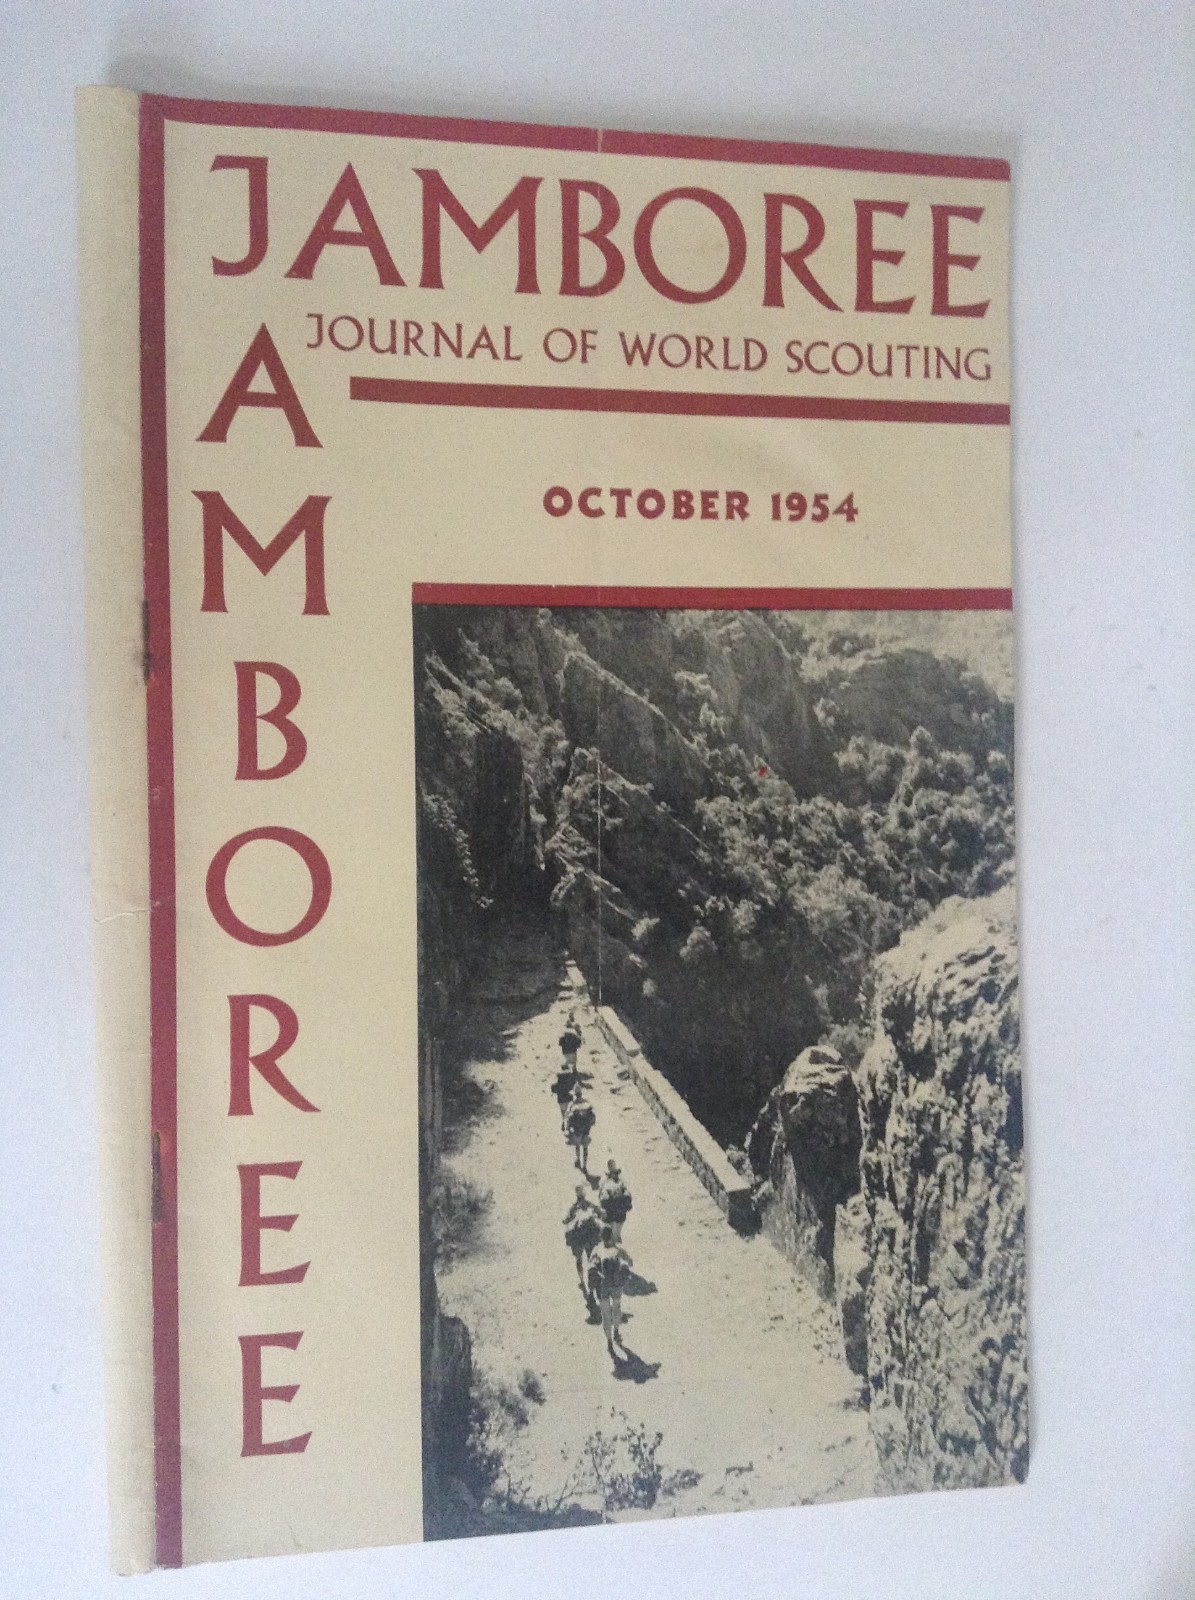 JAMBOREE
JOURNAL OF WORLD SCOUTING
OCTOBER 1954
JAMBOREE